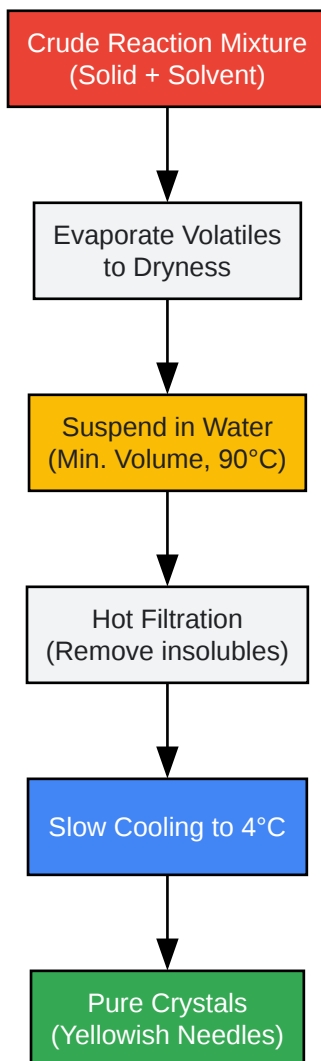 Crude Reaction Mixture
(Solid + Solvent)
Evaporate Volatiles
to Dryness
Suspend in Water
(Min. Volume, 90°C)
Hot Filtration
(Remove insolubles)
Slow Cooling to 4°C
Pure Crystals
(Yellowish Needles)